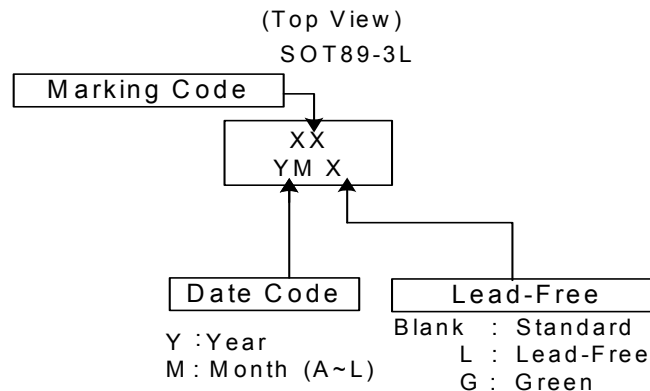 (Top View)
SOT89-3L
Marking Code
XX
YM X
Date Code
Y : Year
M : Month (A~L)
Lead-Free
Blank : Standard
L : Lead-Free
G : Green